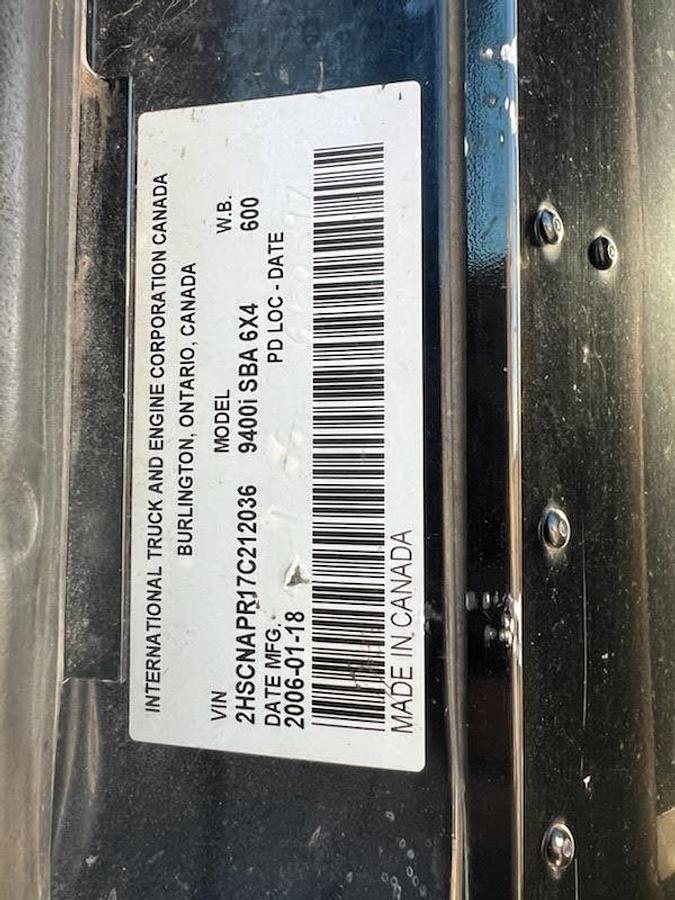 INTERNATIONAL TRUCK AND ENGINE CORPORATION CANADA
BURLINGTON, ONTARIO, CANADA
VIN MODEL W.B.
2HSCNAPR17C212036 9400i SBA 6X4 600
DATE MFG. PD LOC - DATE
2006-01-18
MADE IN CANADA